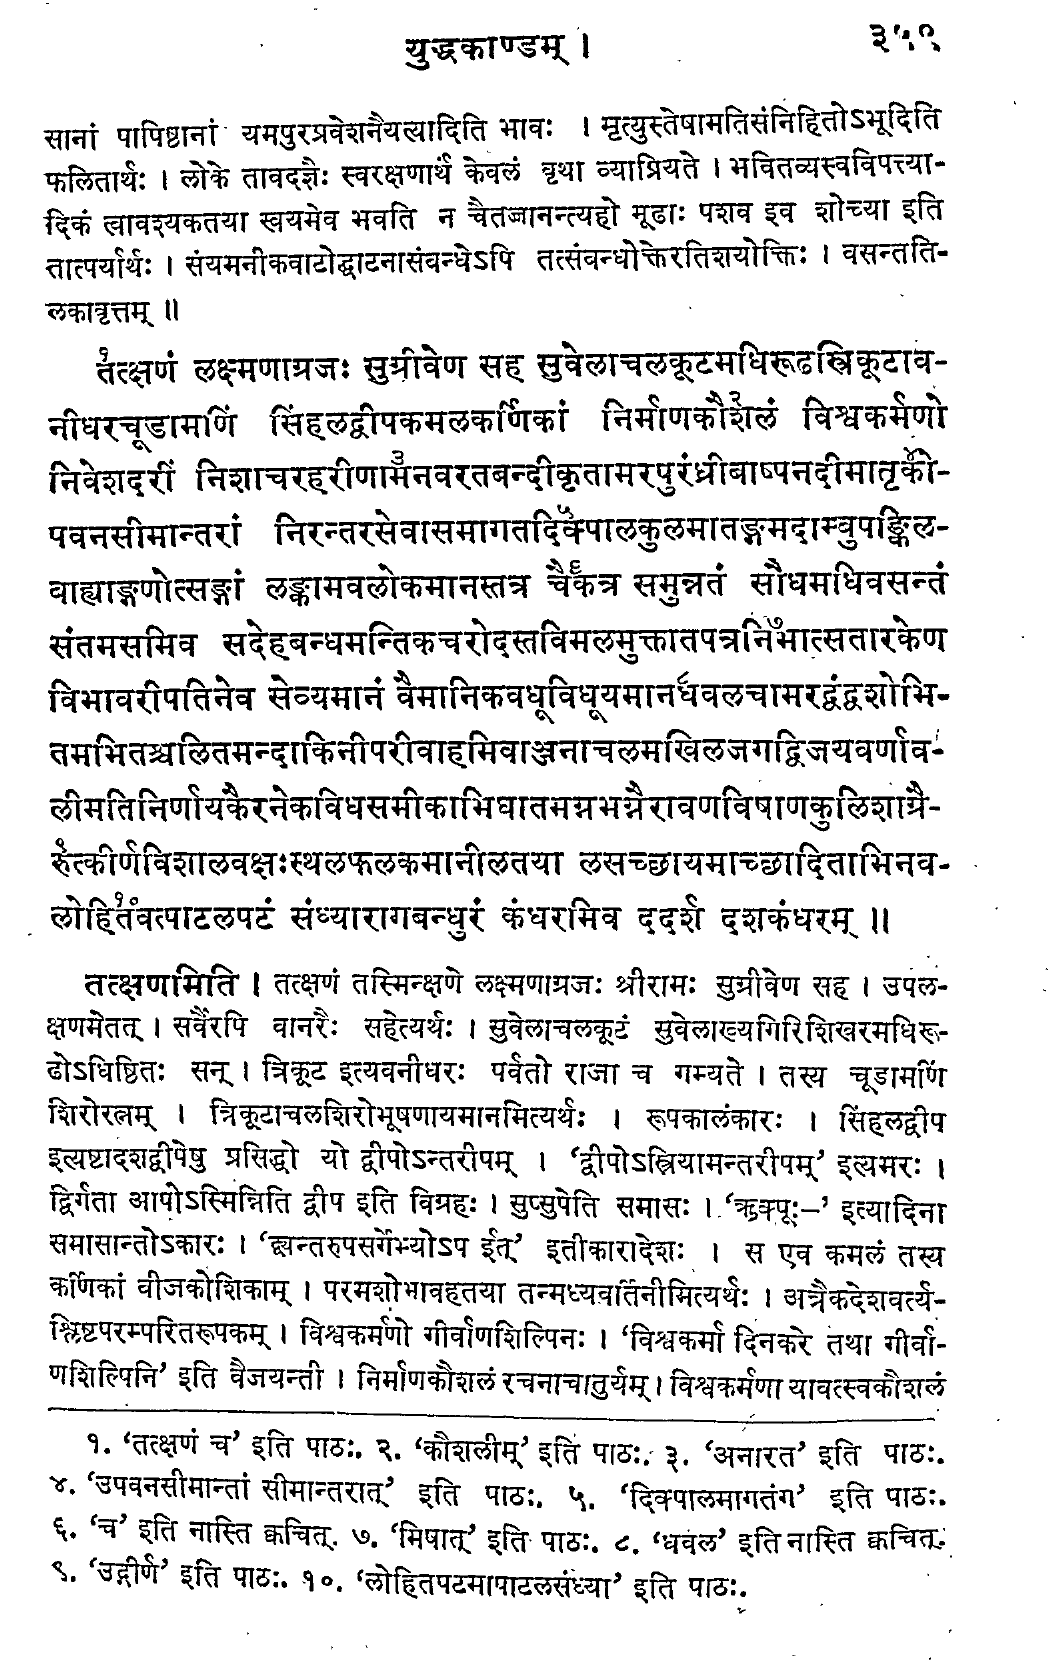 युद्धकाण्डम् ।
३५९
सानां पापिष्ठानां यमपुरप्रवेशनैयत्यादिति भावः । मृत्युस्तेषामतिसंनिहितोऽभूदिति
फलितार्थः । लोके तावदज्ञैः स्वरक्षणार्थं केवलं वृथा व्याप्रियते । भवितव्यस्वविपत्त्या-
दिकं त्वावश्यकतया स्वयमेव भवति न चैतज्जानन्त्यहो मूढाः पशव इव शोच्या इति
तात्पर्यार्थः । संयमनीकवाटोद्घाटनासंबन्धेऽपि तत्संबन्धोक्तेरतिशयोक्तिः । वसन्तति-
लकावृत्तम् ॥
तत्क्षणं१ लक्ष्मणाग्रजः सुग्रीवेण सह सुवेलाचलकूटमधिरूढस्त्रिकूटाव-
नीधरचूडामणिं सिंहलद्वीपकमलकर्णिकां निर्माणकौशलं२ विश्वकर्मणो
निवेशदरीं निशाचरहरीणामनवरत३बन्दीकृतामरपुरंध्रीबाष्पनदीमातृको४-
पवनसीमान्तरां निरन्तरसेवासमागतदिक्पाल५कुलमातङ्गमदाम्बुपङ्किल-
वाह्याङ्गणोत्सङ्गां लङ्कामवलोकमानस्तत्र चैकत्र६ समुन्नतं सौधमधिवसन्तं
संतमसमिव सदेहबन्धमन्तिकचरोदस्तविमलमुक्तातपत्रनिभात्स७तारकेण
विभावरीपतिनेव सेव्यमानं वैमानिकवधूविधूयमानधवल८चामरद्वंद्वशोभि-
तमभितश्चलितमन्दाकिनीपरीवाहमिवाञ्जनाचलमखिलजगद्विजयवर्णाव-
लीमतिनिर्णायकैरनेकविधसमीकाभिघातमग्नभग्नैरावणविषाणकुलिशाग्रै-
रुत्कीर्ण९विशालवक्षःस्थलफलकमानीलतया लसच्छायमाच्छादिताभिनव-
लोहितं१०वत्पाटलपटं संध्यारागबन्धुरं कंधरमिव ददर्श दशकंधरम् ॥
तत्क्षणमिति । तत्क्षणं तस्मिन्क्षणे लक्ष्मणाग्रजः श्रीरामः सुग्रीवेण सह । उपल-
क्षणमेतत् । सर्वैरपि वानरैः सहेत्यर्थः । सुवेलाचलकूटं सुवेलाख्यगिरिशिखरमधिरू-
ढोऽधिष्ठितः सन् । त्रिकूट इत्यवनीधरः पर्वतो राजा च गम्यते । तस्य चूडामणिं
शिरोरत्नम् । त्रिकूटाचलशिरोभूषणायमानमित्यर्थः । रूपकालंकारः । सिंहलद्वीप
इत्यष्टादशद्वीपेषु प्रसिद्धो यो द्वीपोऽन्तरीपम् । ‘द्वीपोऽस्त्रियामन्तरीपम्’ इत्यमरः ।
द्विर्गता आपोऽस्मिन्निति द्वीप इति विग्रहः । सुप्सुपेति समासः । ‘ऋक्पूः–’ इत्यादिना
समासान्तोऽकारः । ‘द्व्यन्तरुपसर्गेभ्योऽप ईत्’ इतीकारादेशः । स एव कमलं तस्य
कर्णिकां वीजकोशिकाम् । परमशोभावहतया तन्मध्यवर्तिनीमित्यर्थः । अत्रैकदेशवर्त्य-
श्लिष्टपरम्परितरूपकम् । विश्वकर्मणो गीर्वाणशिल्पिनः । ‘विश्वकर्मा दिनकरे तथा गीर्वा-
णशिल्पिनि’ इति वैजयन्ती । निर्माणकौशलं रचनाचातुर्यम् । विश्वकर्मणा यावत्स्वकौशलं
१. ‘तत्क्षणं च’ इति पाठः. २. ‘कौशलीम्’ इति पाठः. ३. ‘अनारत’ इति पाठः.
४. ‘उपवनसीमान्तां सीमान्तरात्’ इति पाठः. ५. ‘दिक्पालमागतंग’ इति पाठः.
६. ‘च’ इति नास्ति क्वचित्. ७. ‘मिषात्’ इति पाठः. ८. ‘धवल’ इति नास्ति क्वचित्.
९. ‘उद्गीर्ण’ इति पाठः. १०. ‘लोहितपटमापाटलसंध्या’ इति पाठः.